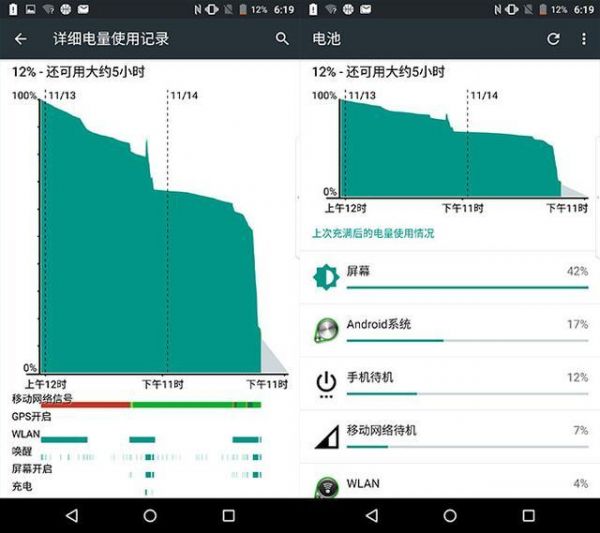 12% 6:19
详细电量使用记录
12% - 还可用大约5小时
100%
11/13
11/14
0%
上午12时
下午11时
下午11时
移动网络信号
GPS开启
WLAN
唤醒
屏幕开启
充电
12% 6:19
电池
12% - 还可用大约5小时
100%
11/13
11/14
0%
上午12时
下午11时
下午11时
上次充满后的电量使用情况
屏幕 42%
Android系统 17%
手机待机 12%
移动网络待机 7%
WLAN 4%